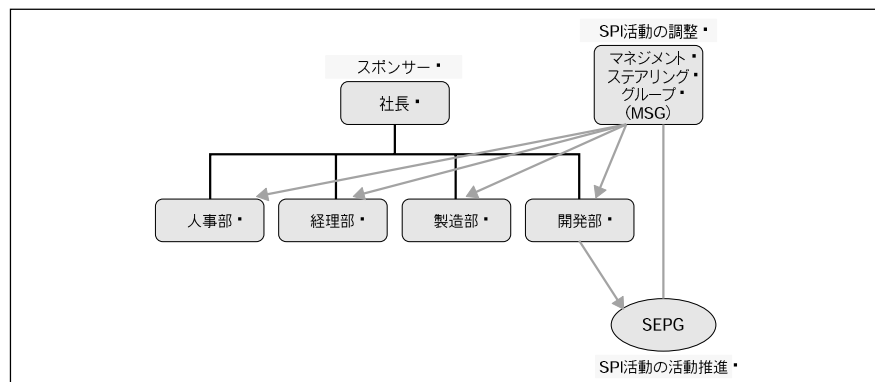 SPI活動の調整
マネジメント
ステアリング
グループ
(MSG)
スポンサー
社長
人事部
経理部
製造部
開発部
SEPG
SPI活動の活動推進